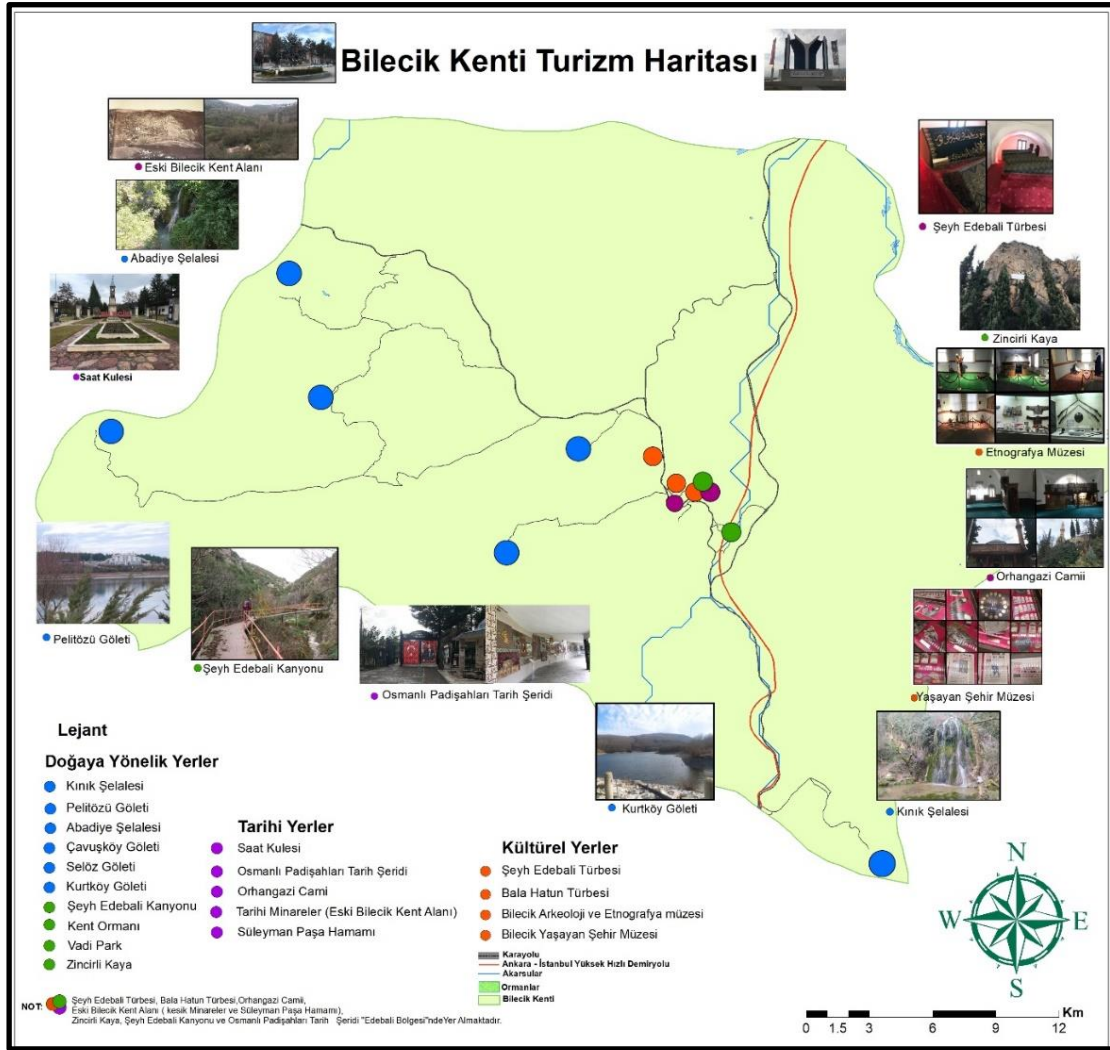 Bilecik Kenti Turizm Haritası
Eski Bilecik Kent Alanı
Abadiye Şelalesi
Saat Kulesi
Şeyh Edebali Türbesi
Zincirli Kaya
Etnografya Müzesi
Orhangazi Camii
Yaşayan Şehir Müzesi
Kınık Şelalesi
Pelitözü Göleti
Şeyh Edebali Kanyonu
Osmanlı Padişahları Tarih Şeridi
Kurtköy Göleti
Lejant
Doğaya Yönelik Yerler
Kınık Şelalesi
Pelitözü Göleti
Abadiye Şelalesi
Çavuşköy Göleti
Selöz Göleti
Kurtköy Göleti
Şeyh Edebali Kanyonu
Kent Ormanı
Vadi Park
Zincirli Kaya
Tarihi Yerler
Saat Kulesi
Osmanlı Padişahları Tarih Şeridi
Orhangazi Cami
Tarihi Minareler (Eski Bilecik Kent Alanı)
Süleyman Paşa Hamamı
Kültürel Yerler
Şeyh Edebali Türbesi
Bala Hatun Türbesi
Bilecik Arkeoloji ve Etnografya müzesi
Bilecik Yaşayan Şehir Müzesi
Karayolu
Ankara - İstanbul Yüksek Hızlı Demiryolu
Akarsular
Ormanlar
Bilecik Kenti
NOT: Şeyh Edebali Türbesi, Bala Hatun Türbesi,Orhangazi Camii,
Eski Bilecik Kent Alanı ( kesik Minareler ve Süleyman Paşa Hamamı),
Zincirli Kaya, Şeyh Edebali Kanyonu ve Osmanlı Padişahları Tarih Şeridi "Edebali Bölgesi"ndeYer Almaktadır.
N
W E
S
Km
0 1.5 3 6 9 12